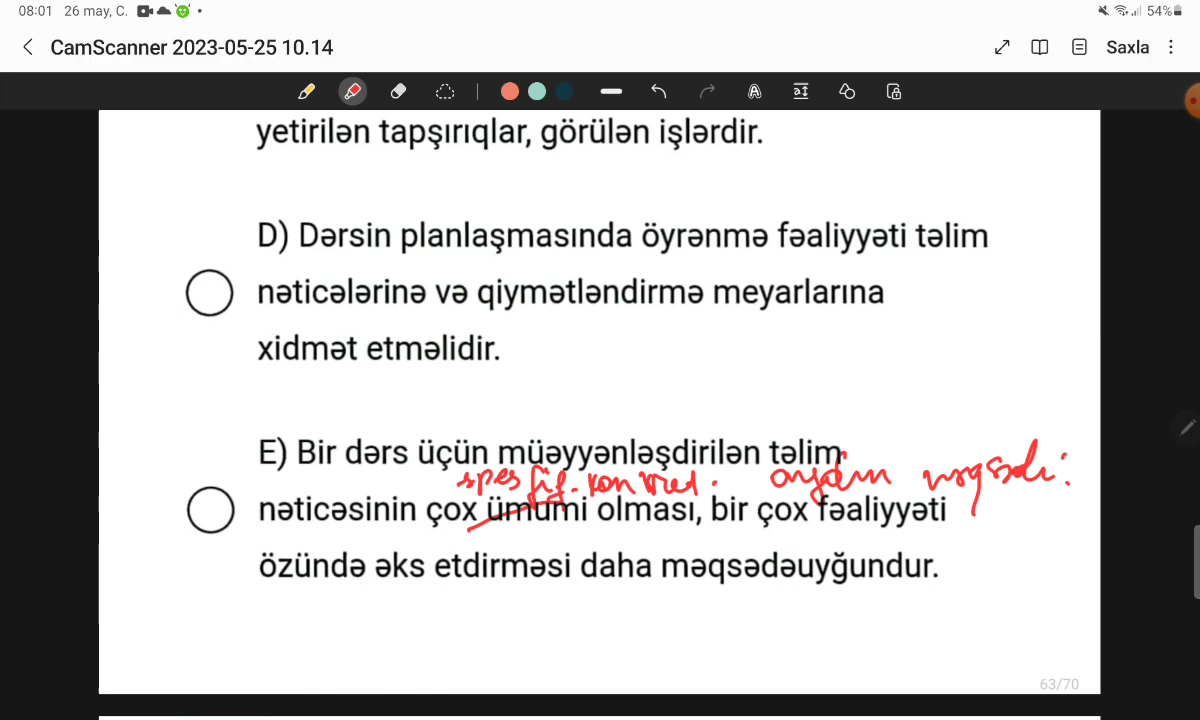 08:01 26 may, C. •
54%
CamScanner 2023-05-25 10.14
Saxla
yetirilən tapşırıqlar, görülən işlərdir.
D) Dərsin planlaşmasında öyrənmə fəaliyyəti təlim
nəticələrinə və qiymətləndirmə meyarlarına
xidmət etməlidir.
E) Bir dərs üçün müəyyənləşdirilən təlim
spesifif. konkret. aydın məqsədi:
nəticəsinin çox ümumi olması, bir çox fəaliyyəti
özündə əks etdirməsi daha məqsədəuyğundur.
63/70